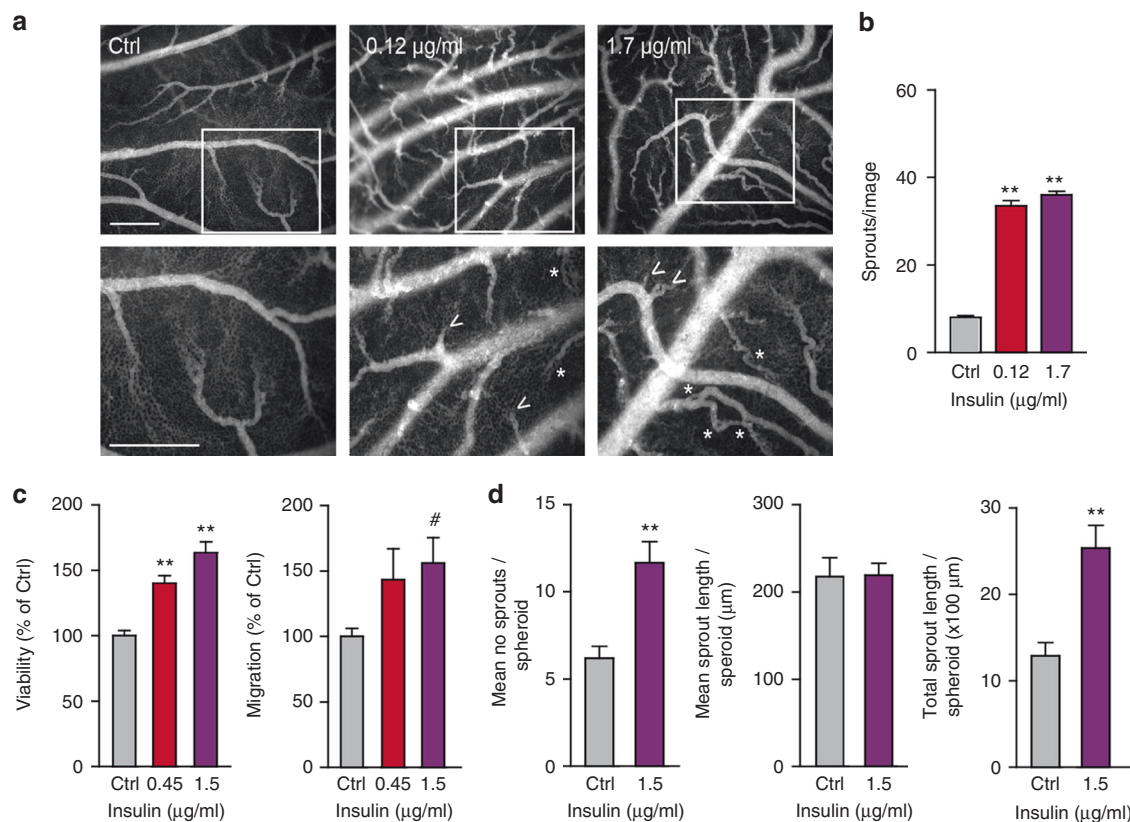 a
Ctrl
0.12 µg/ml
1.7 µg/ml
*
*
<
<
<
<
*
*
*
*
b
Sprouts/image
60
40
20
0
**
**
Ctrl
0.12
1.7
Insulin (µg/ml)
c
Viability (% of Ctrl)
200
150
100
50
0
**
**
Ctrl
0.45
1.5
Insulin (µg/ml)
Migration (% of Ctrl)
200
150
100
50
0
#
Ctrl
0.45
1.5
Insulin (µg/ml)
d
Mean no sprouts /
spheroid
15
12
9
6
3
0
**
Ctrl
1.5
Insulin (µg/ml)
Mean sprout length /
speroid (µm)
300
200
100
0
Ctrl
1.5
Insulin (µg/ml)
Total sprout length /
spheroid (x100 µm)
30
20
10
0
**
Ctrl
1.5
Insulin (µg/ml)